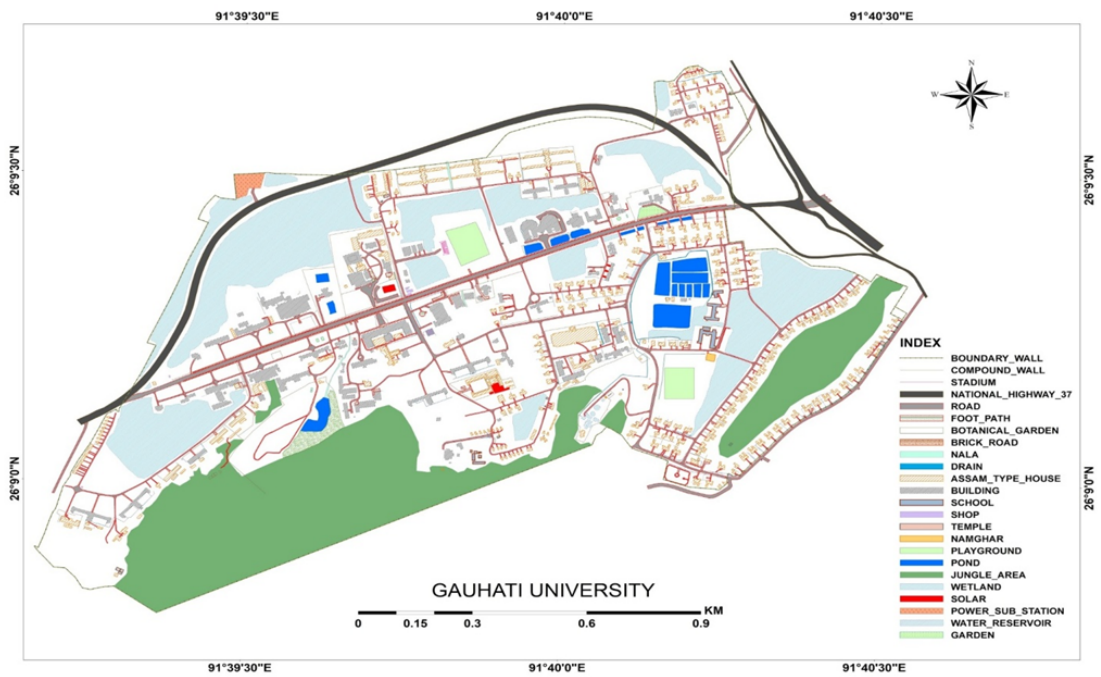 91°39'30"E 91°40'0"E 91°40'30"E
26°9'30"N
26°9'30"N
N
W E
S
26°9'0"N
26°9'0"N
INDEX
BOUNDARY_WALL
COMPOUND_WALL
STADIUM
NATIONAL_HIGHWAY_37
ROAD
FOOT_PATH
BOTANICAL_GARDEN
BRICK_ROAD
NALA
DRAIN
ASSAM_TYPE_HOUSE
BUILDING
SCHOOL
SHOP
TEMPLE
NAMGHAR
PLAYGROUND
POND
JUNGLE_AREA
WETLAND
SOLAR
POWER_SUB_STATION
WATER_RESERVOIR
GARDEN
GAUHATI UNIVERSITY
KM
0 0.15 0.3 0.6 0.9
91°39'30"E 91°40'0"E 91°40'30"E